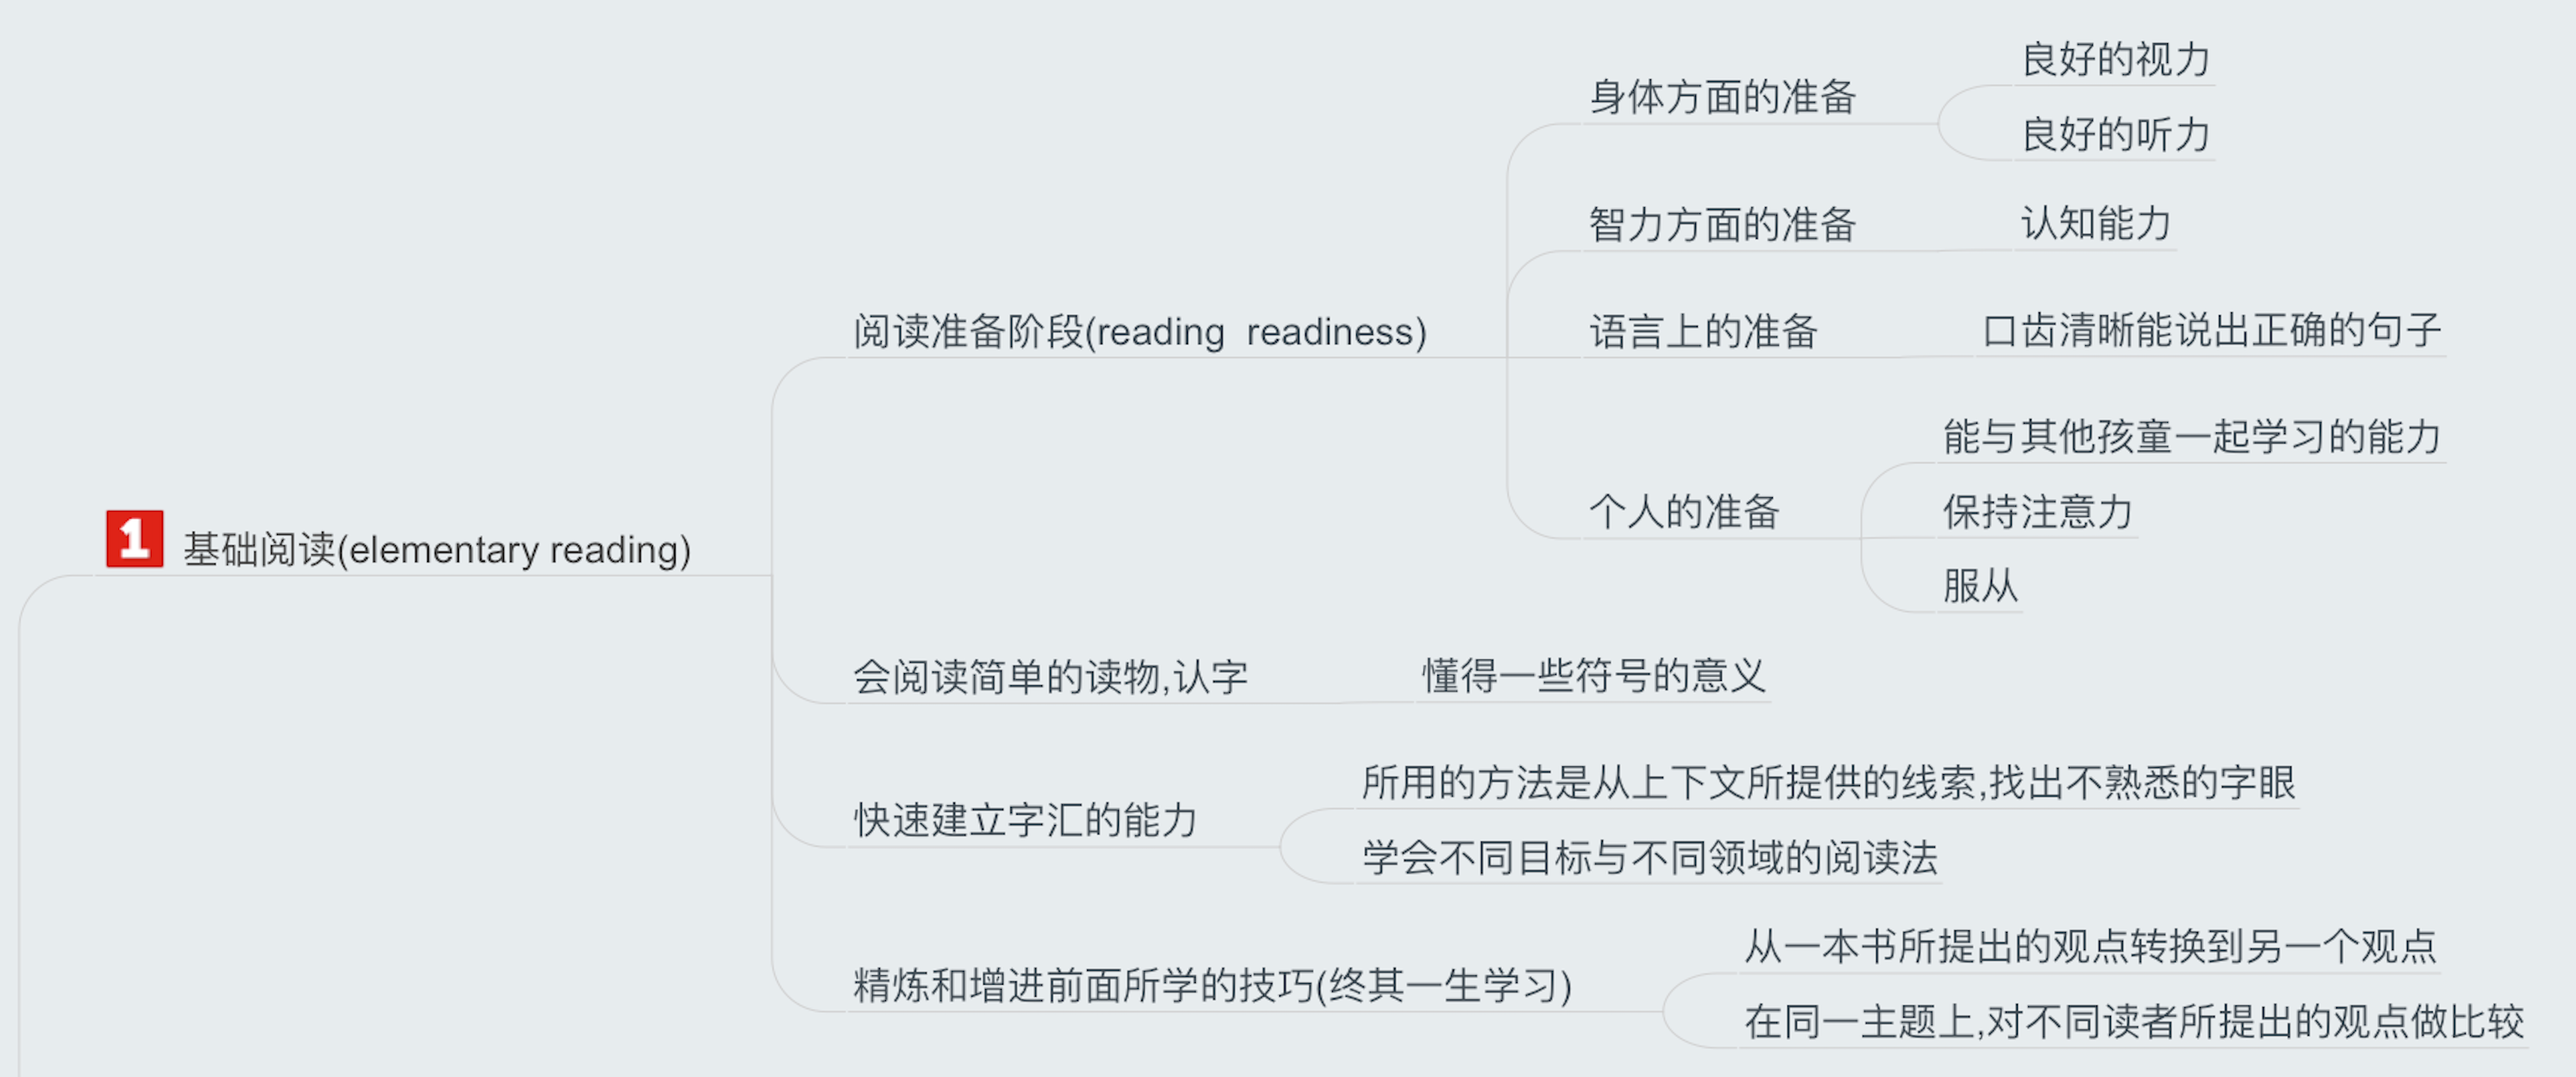 良好的视力
身体方面的准备
良好的听力
智力方面的准备
认知能力
阅读准备阶段(reading readiness)
语言上的准备
口齿清晰能说出正确的句子
能与其他孩童一起学习的能力
个人的准备
保持注意力
服从
1 基础阅读(elementary reading)
会阅读简单的读物,认字
懂得一些符号的意义
所用的方法是从上下文所提供的线索,找出不熟悉的字眼
快速建立字汇的能力
学会不同目标与不同领域的阅读法
从一本书所提出的观点转换到另一个观点
精炼和增进前面所学的技巧(终其一生学习)
在同一主题上,对不同读者所提出的观点做比较